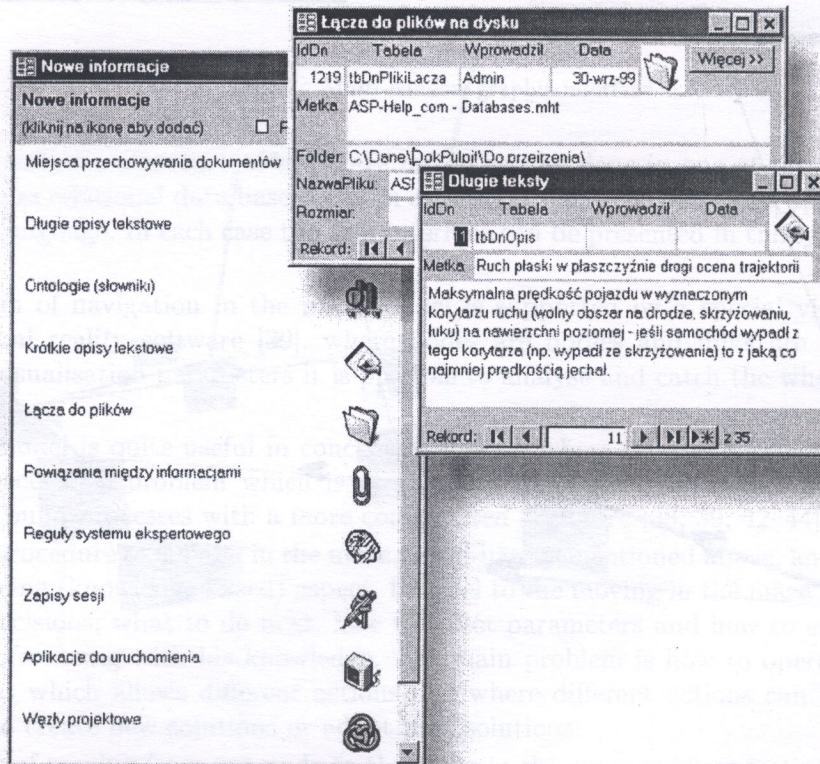 Nowe informacje
Nowe informacje
(kliknij na ikonę aby dodać)
Miejsca przechowywania dokumentów
Długie opisy tekstowe
Ontologie (słowniki)
Krótkie opisy tekstowe
Łącza do plików
Powiązania między informacjami
Reguły systemu ekspertowego
Zapisy sesji
Aplikacje do uruchomienia
Węzły projektowe
Łącza do plików na dysku
IdDn Tabela Wprowadził Data
Więcej >>
1219 tbDnPlikiLacza Admin 30-wrz-99
Metka ASP-Help_com - Databases.mht
Folder: C:\Dane\DokPulpit\Do przejrzenia\
NazwaPliku: ASP
Rozmiar:
Rekord:
Długie teksty
IdDn Tabela Wprowadził Data
11 tbDnOpis
Metka Ruch płaski w płaszczyźnie drogi ocena trajektorii
Maksymalna prędkość pojazdu w wyznaczonym
korytarzu ruchu (wolny obszar na drodze, skrzyżowaniu,
łuku) na nawierzchni poziomej - jeśli samochód wypadł z
tego korytarza (np. wypadł ze skrzyżowania) to z jaką co
najmniej prędkością jechał.
Rekord: 11 z 35